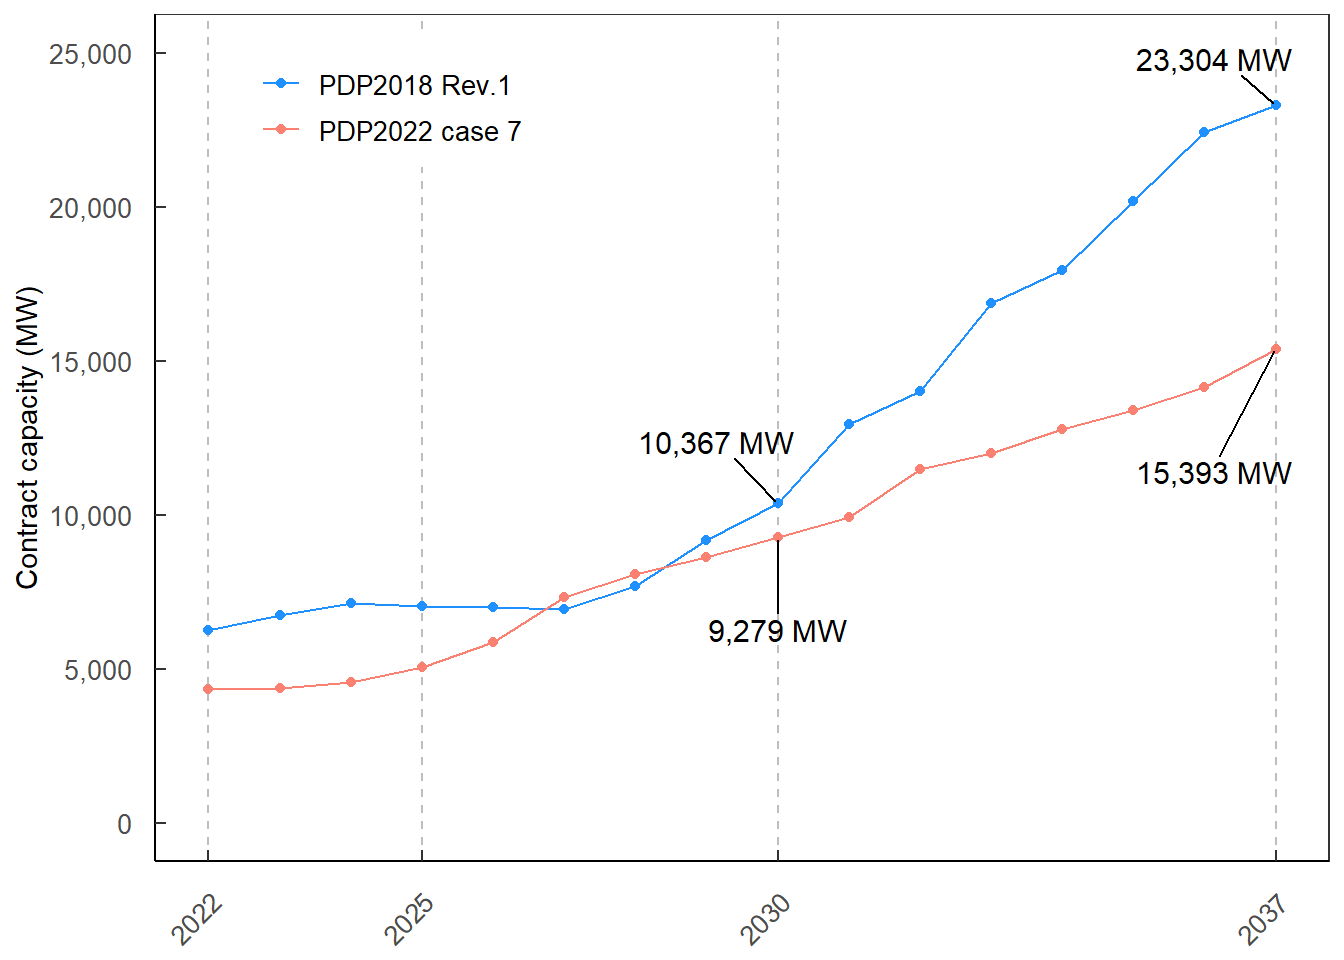 25,000
20,000
15,000
10,000
5,000
0
Contract capacity (MW)
PDP2018 Rev.1
PDP2022 case 7
23,304 MW
10,367 MW
15,393 MW
9,279 MW
2022
2025
2030
2037